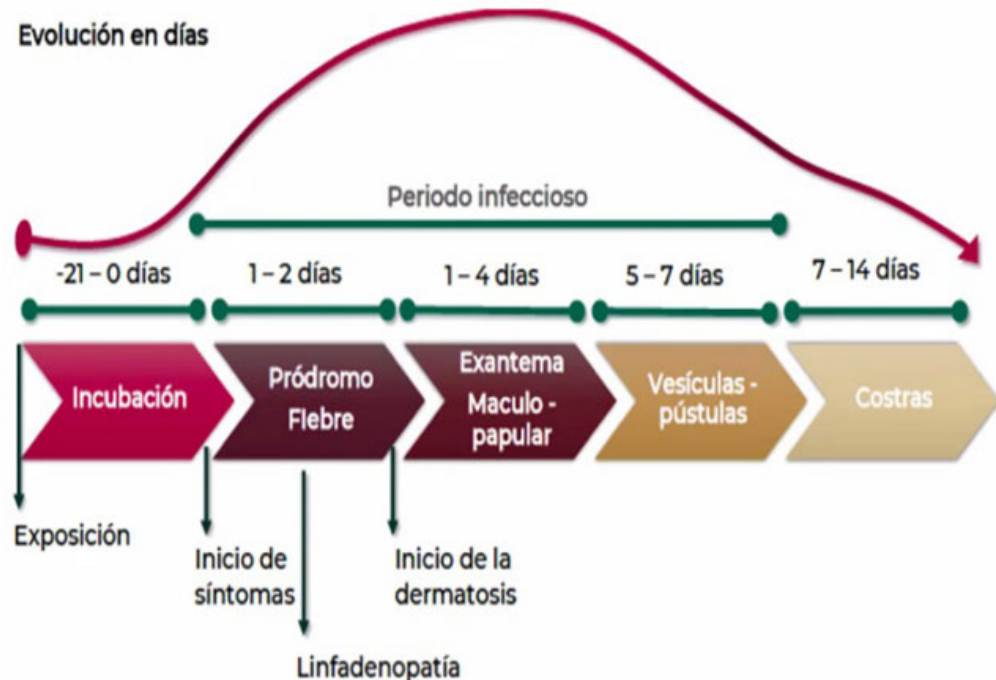 Evolución en días
Periodo infeccioso
-21 – 0 días
1 – 2 días
1 – 4 días
5 – 7 días
7 – 14 días
Incubación
Pródromo
FIebre
Exantema
Maculo -
papular
Vesículas -
pústulas
Costras
Exposición
Inicio de
síntomas
Linfadenopatía
Inicio de la
dermatosis